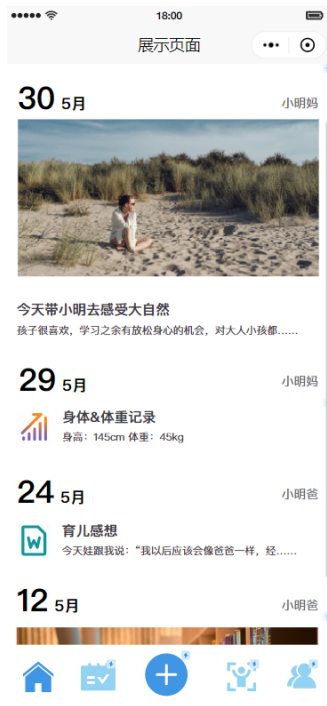 18:00
展示页面
30 5月 小明妈
今天带小明去感受大自然
孩子很喜欢，学习之余有放松身心的机会，对大人小孩都……
29 5月 小明妈
身体&体重记录
身高：145cm 体重：45kg
24 5月 小明爸
W
育儿感想
今天娃跟我说：“我以后应该会像爸爸一样，经……
12 5月 小明爸